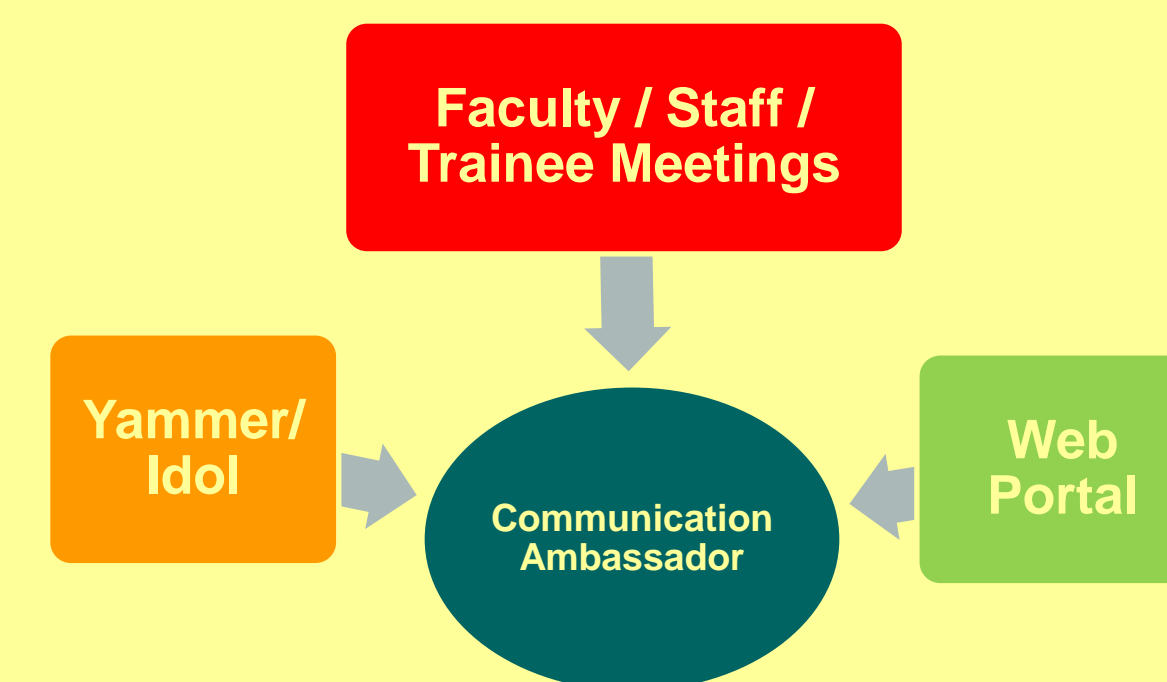 Faculty / Staff /
Trainee Meetings
Yammer/
Idol
Communication
Ambassador
Web
Portal